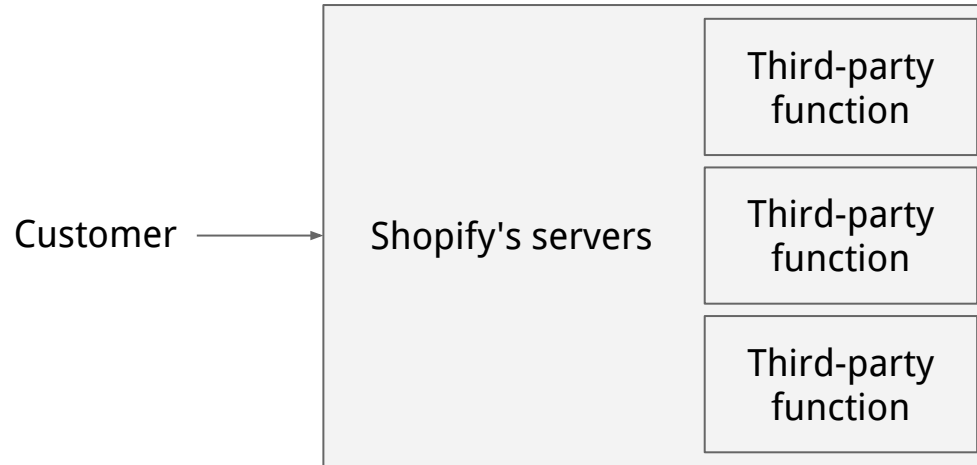 Customer
Shopify's servers
Third-party
function
Third-party
function
Third-party
function